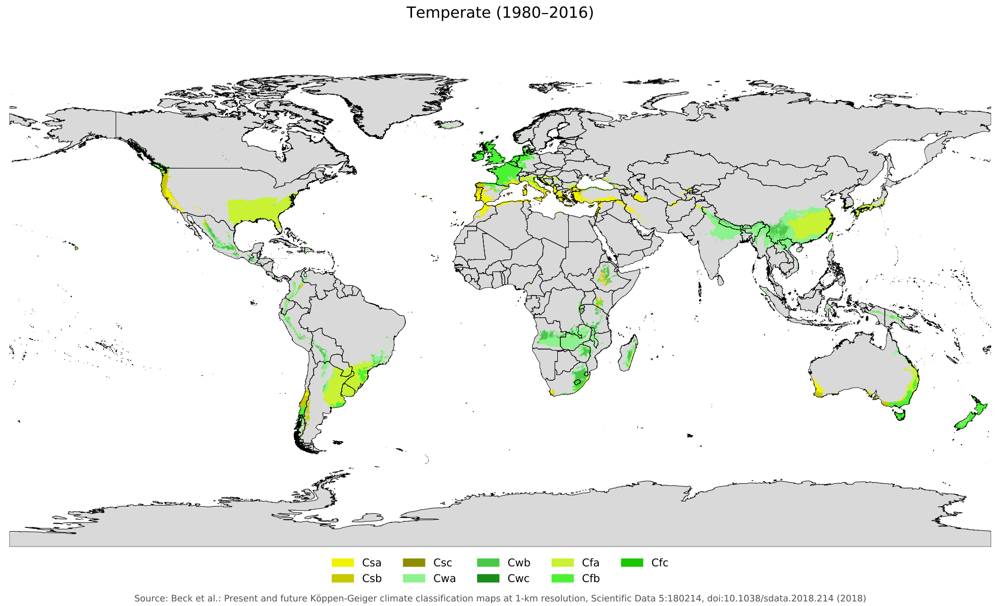 Temperate (1980–2016)
Csa Csc Cwb Cfa Cfc
Csb Cwa Cwc Cfb
Source: Beck et al.: Present and future Köppen-Geiger climate classification maps at 1-km resolution, Scientific Data 5:180214, doi:10.1038/sdata.2018.214 (2018)